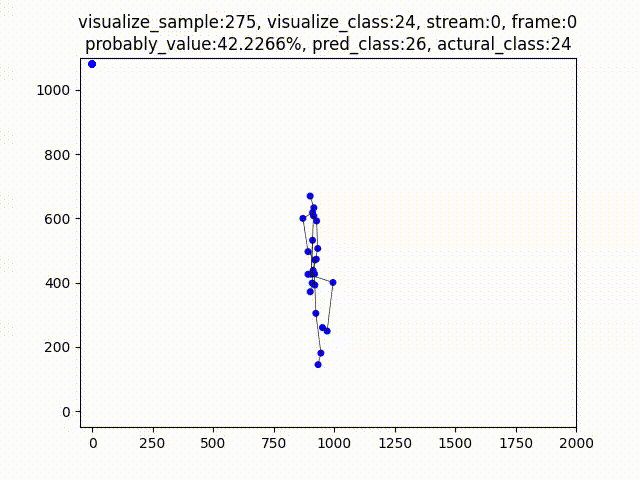 visualize_sample:275, visualize_class:24, stream:0, frame:0
probably_value:42.2266%, pred_class:26, actural_class:24
1000
800
600
400
200
0
0 250 500 750 1000 1250 1500 1750 2000